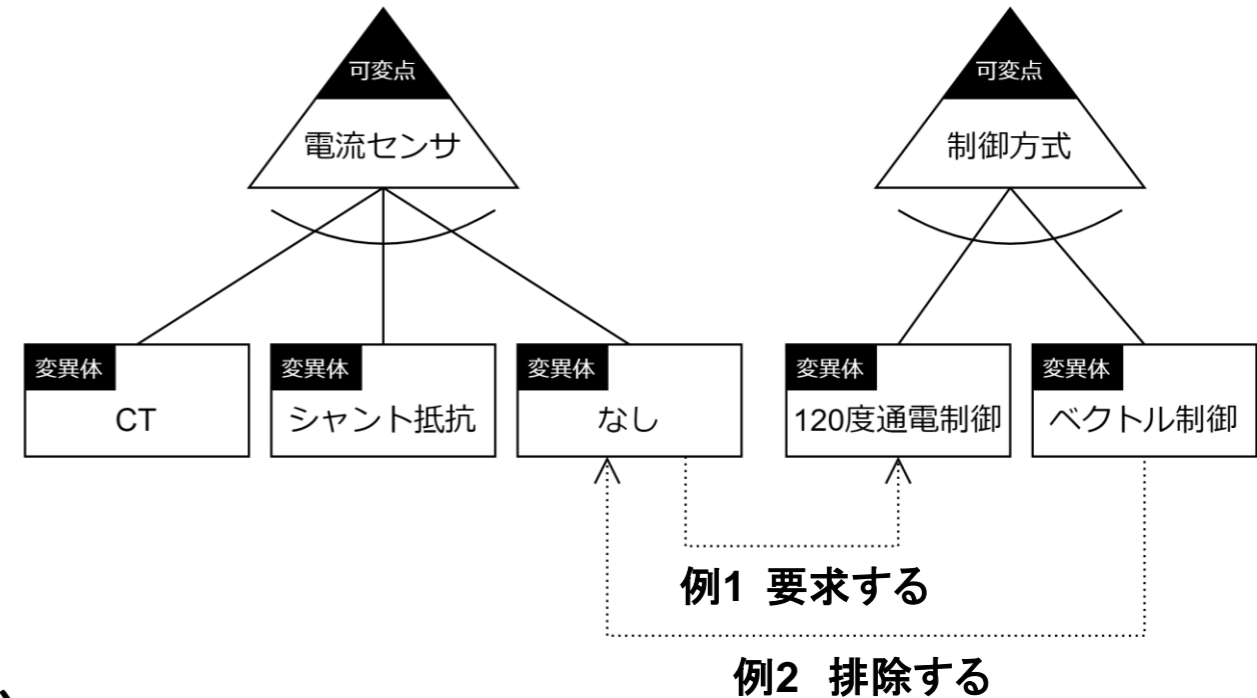 可変点
電流センサ
可変点
制御方式
変異体
CT
変異体
シャント抵抗
変異体
なし
変異体
120度通電制御
変異体
ベクトル制御
例1 要求する
例2 排除する